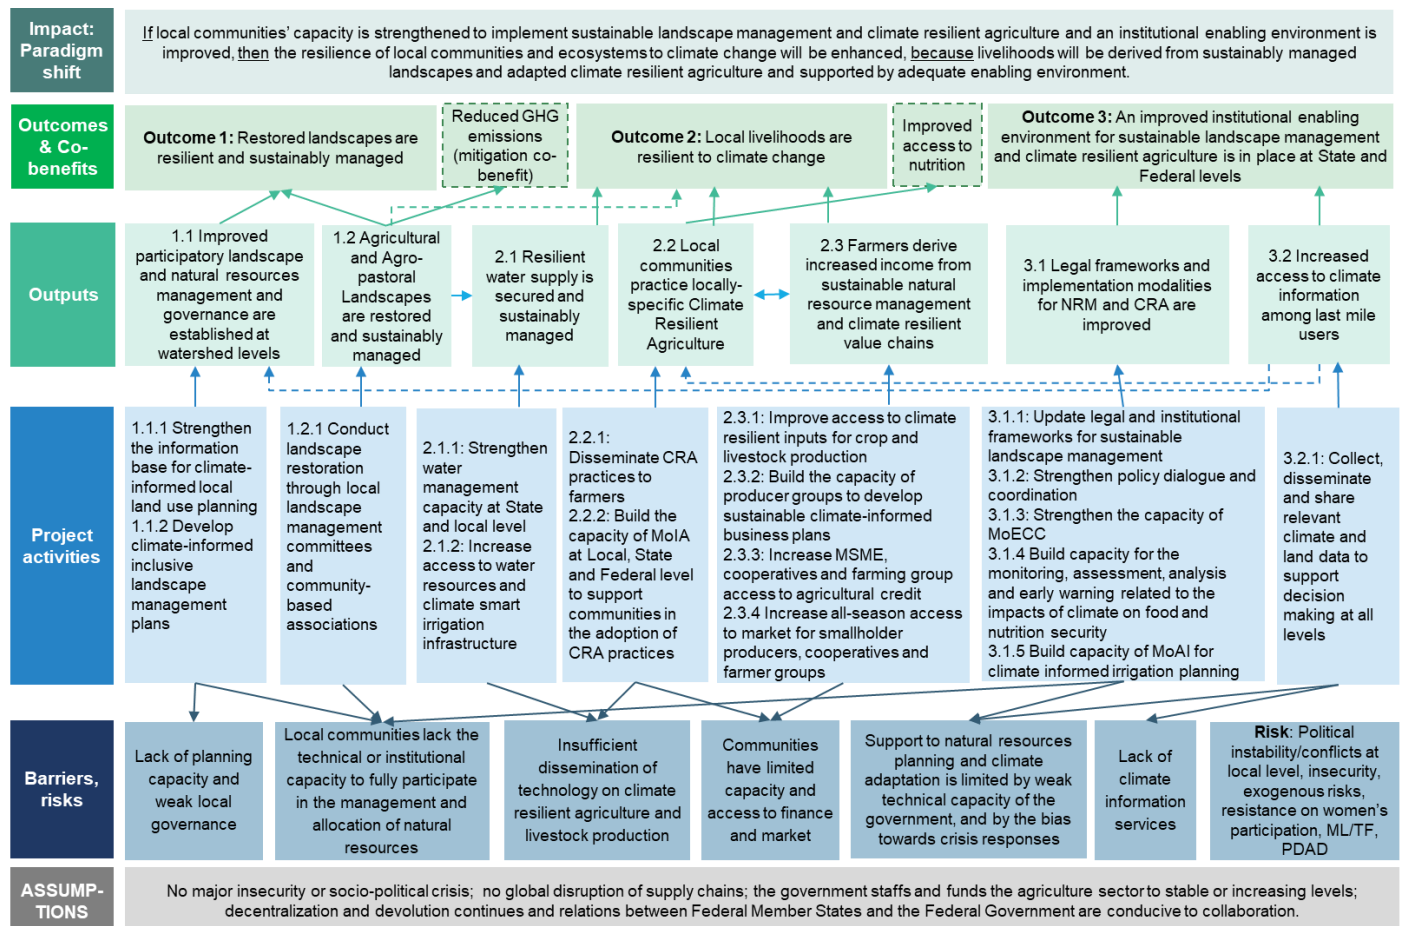 Impact:
Paradigm
shift
If local communities’ capacity is strengthened to implement sustainable landscape management and climate resilient agriculture and an institutional enabling environment is
improved, then the resilience of local communities and ecosystems to climate change will be enhanced, because livelihoods will be derived from sustainably managed
landscapes and adapted climate resilient agriculture and supported by adequate enabling environment.
Outcomes
& Co-
benefits
Outcome 1: Restored landscapes are
resilient and sustainably managed
Reduced GHG
emissions
(mitigation co-
benefit)
Outcome 2: Local livelihoods are
resilient to climate change
Improved
access to
nutrition
Outcome 3: An improved institutional enabling
environment for sustainable landscape management
and climate resilient agriculture is in place at State and
Federal levels
Outputs
1.1 Improved
participatory landscape
and natural resources
management and
governance are
established at
watershed levels
1.2 Agricultural
and Agro-
pastoral
Landscapes
are restored
and sustainably
managed
2.1 Resilient
water supply is
secured and
sustainably
managed
2.2 Local
communities
practice locally-
specific Climate
Resilient
Agriculture
2.3 Farmers derive
increased income from
sustainable natural
resource management
and climate resilient
value chains
3.1 Legal frameworks and
implementation modalities
for NRM and CRA are
improved
3.2 Increased
access to climate
information
among last mile
users
Project
activities
1.1.1 Strengthen
the information
base for climate-
informed local
land use planning
1.1.2 Develop
climate-informed
inclusive
landscape
management
plans
1.2.1 Conduct
landscape
restoration
through local
landscape
management
committees
and
community-
based
associations
2.1.1: Strengthen
water
management
capacity at State
and local level
2.1.2: Increase
access to water
resources and
climate smart
irrigation
infrastructure
2.2.1:
Disseminate CRA
practices to
farmers
2.2.2: Build the
capacity of MoIA
at Local, State
and Federal level
to support
communities in
the adoption of
CRA practices
2.3.1: Improve access to climate
resilient inputs for crop and
livestock production
2.3.2: Build the capacity of
producer groups to develop
sustainable climate-informed
business plans
2.3.3: Increase MSME,
cooperatives and farming group
access to agricultural credit
2.3.4 Increase all-season access
to market for smallholder
producers, cooperatives and
farmer groups
3.1.1: Update legal and institutional
frameworks for sustainable
landscape management
3.1.2: Strengthen policy dialogue and
coordination
3.1.3: Strengthen the capacity of
MoECC
3.1.4 Build capacity for the
monitoring, assessment, analysis
and early warning related to the
impacts of climate on food and
nutrition security
3.1.5 Build capacity of MoAI for
climate informed irrigation planning
3.2.1: Collect,
disseminate
and share
relevant
climate and
land data to
support
decision
making at all
levels
Barriers,
risks
Lack of planning
capacity and
weak local
governance
Local communities lack the
technical or institutional
capacity to fully participate
in the management and
allocation of natural
resources
Insufficient
dissemination of
technology on climate
resilient agriculture and
livestock production
Communities
have limited
capacity and
access to finance
and market
Support to natural resources
planning and climate
adaptation is limited by weak
technical capacity of the
government, and by the bias
towards crisis responses
Lack of
climate
information
services
Risk: Political
instability/conflicts at
local level, insecurity,
exogenous risks,
resistance on women’s
participation, ML/TF,
PDAD
ASSUMP-
TIONS
No major insecurity or socio-political crisis; no global disruption of supply chains; the government staffs and funds the agriculture sector to stable or increasing levels;
decentralization and devolution continues and relations between Federal Member States and the Federal Government are conducive to collaboration.